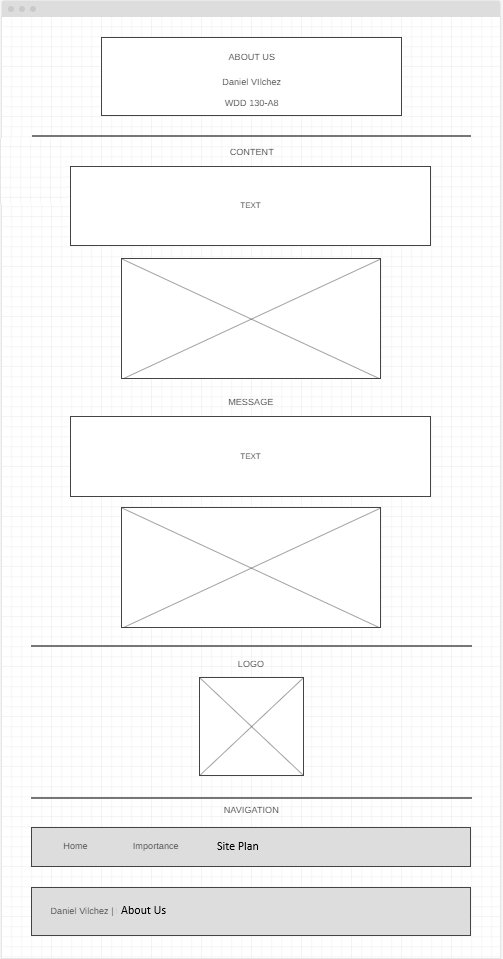 ABOUT US
Daniel VIlchez
WDD 130-A8
CONTENT
TEXT
MESSAGE
TEXT
LOGO
NAVIGATION
Home Importance Site Plan
Daniel Vilchez | About Us